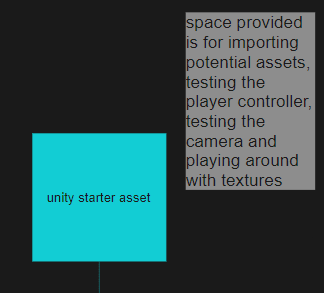 space provided
is for importing
potential assets,
testing the
player controller,
testing the
camera and
playing around
with textures
unity starter asset